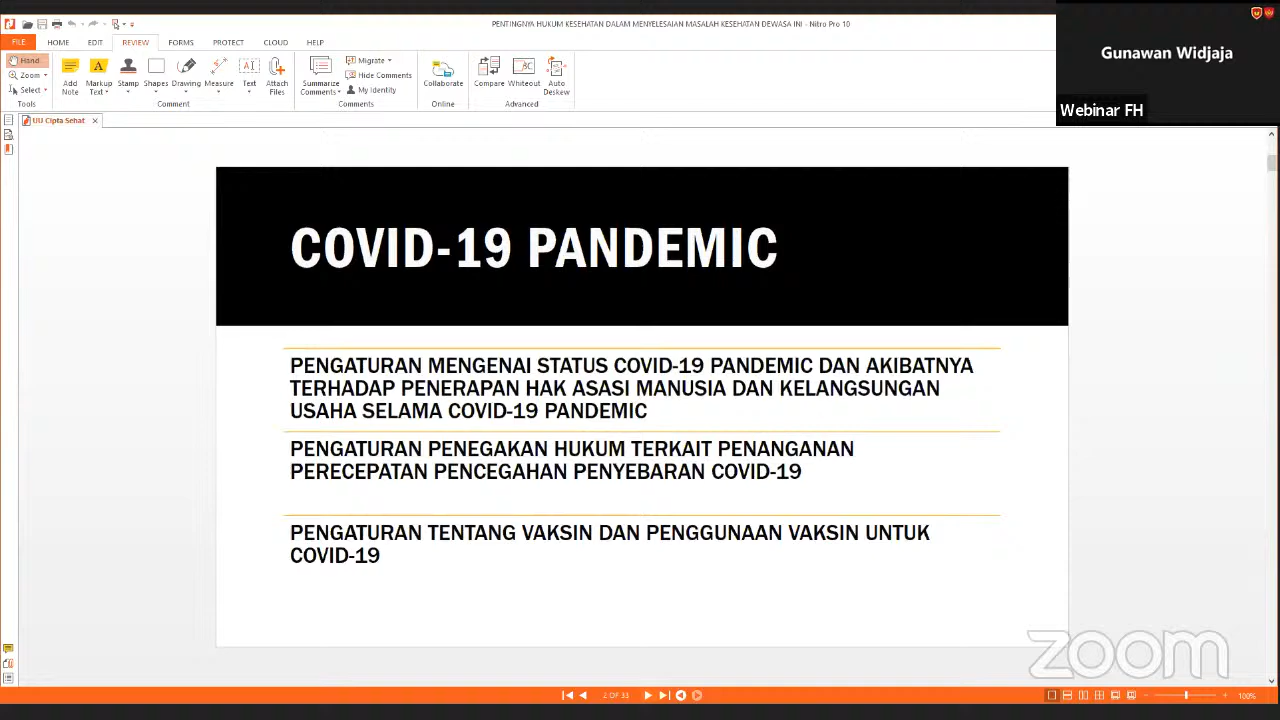 PENTINGNYA HUKUM KESEHATAN DALAM MENYELESAIAN MASALAH KESEHATAN DEWASA INI - Nitro Pro 10
FILE HOME EDIT REVIEW FORMS PROTECT CLOUD HELP
Hand
Zoom
Select
Tools
Add Note
Markup Text
Stamp
Shapes
Drawing
Measure
Text
Attach Files
Comment
Summarize Comments
Migrate
Hide Comments
My Identity
Comments
Collaborate
Online
Compare
Whiteout
Auto Deskew
Advanced
Gunawan Widjaja
Webinar FH
UU Cipta Sehat
COVID-19 PANDEMIC
PENGATURAN MENGENAI STATUS COVID-19 PANDEMIC DAN AKIBATNYA
TERHADAP PENERAPAN HAK ASASI MANUSIA DAN KELANGSUNGAN
USAHA SELAMA COVID-19 PANDEMIC
PENGATURAN PENEGAKAN HUKUM TERKAIT PENANGANAN
PERECEPATAN PENCEGAHAN PENYEBARAN COVID-19
PENGATURAN TENTANG VAKSIN DAN PENGGUNAAN VAKSIN UNTUK
COVID-19
zoom
2 OF 33
100%